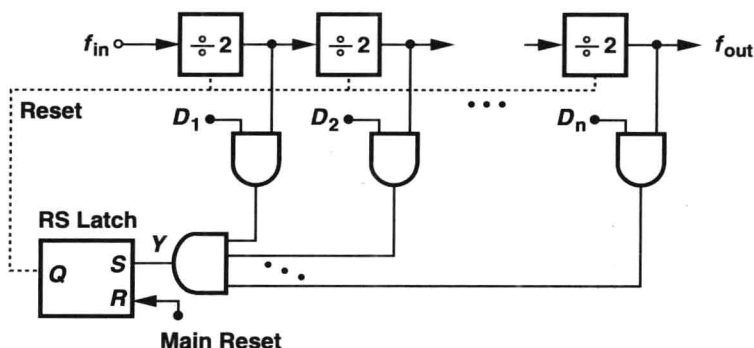 f_in ÷ 2 ÷ 2 ÷ 2 f_out
Reset D_1 D_2 • • • D_n
RS Latch
Y
Q S
R
Main Reset